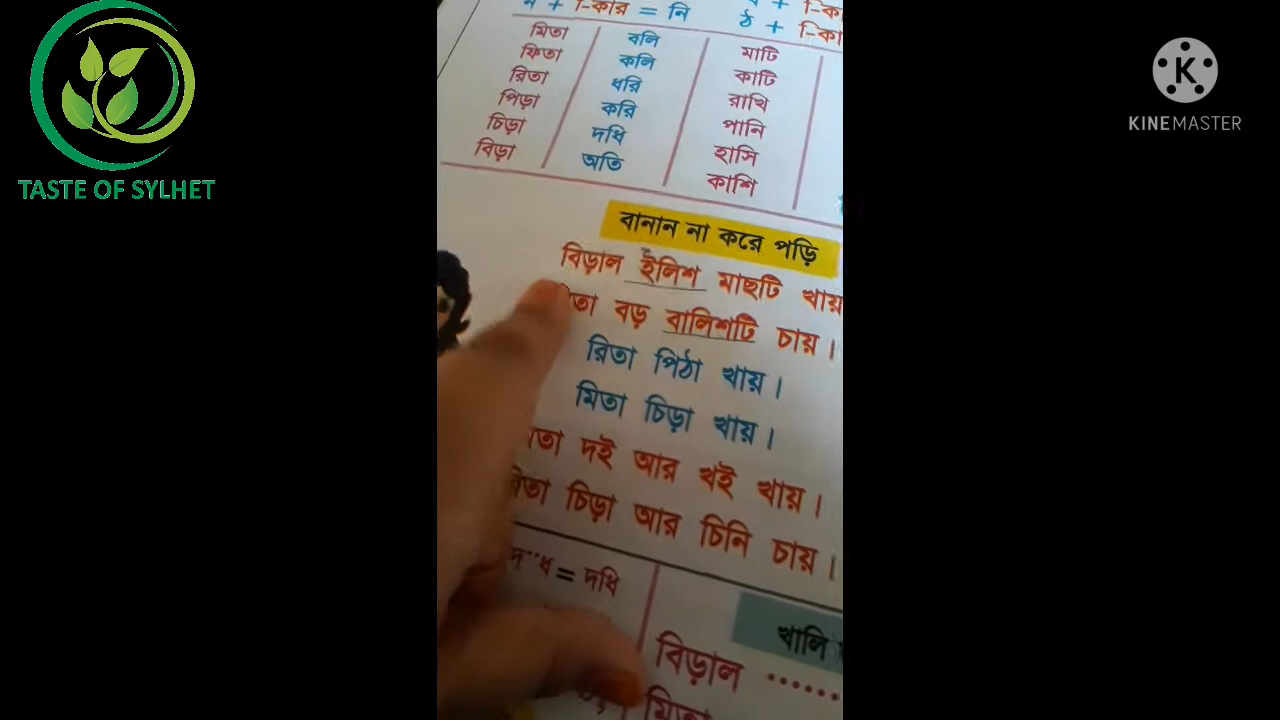 ন + ি-কার = নি
ঠ + ি-কা
মিতা বলি মাটি
ফিতা কলি কাটি
রিতা ধরি রাখি
পিড়া করি পানি
চিড়া দধি হাসি
বিড়া অতি কাশি
বানান না করে পড়ি
বিড়াল ইলিশ মাছটি খায়
বড় বালিশটি চায়।
রিতা পিঠা খায়।
মিতা চিড়া খায়।
দই আর খই খায়।
চিড়া আর চিনি চায়।
দ ধ = দধি
খালি
বিড়াল ......
মিতা
TASTE OF SYLHET
K
KINEMASTER